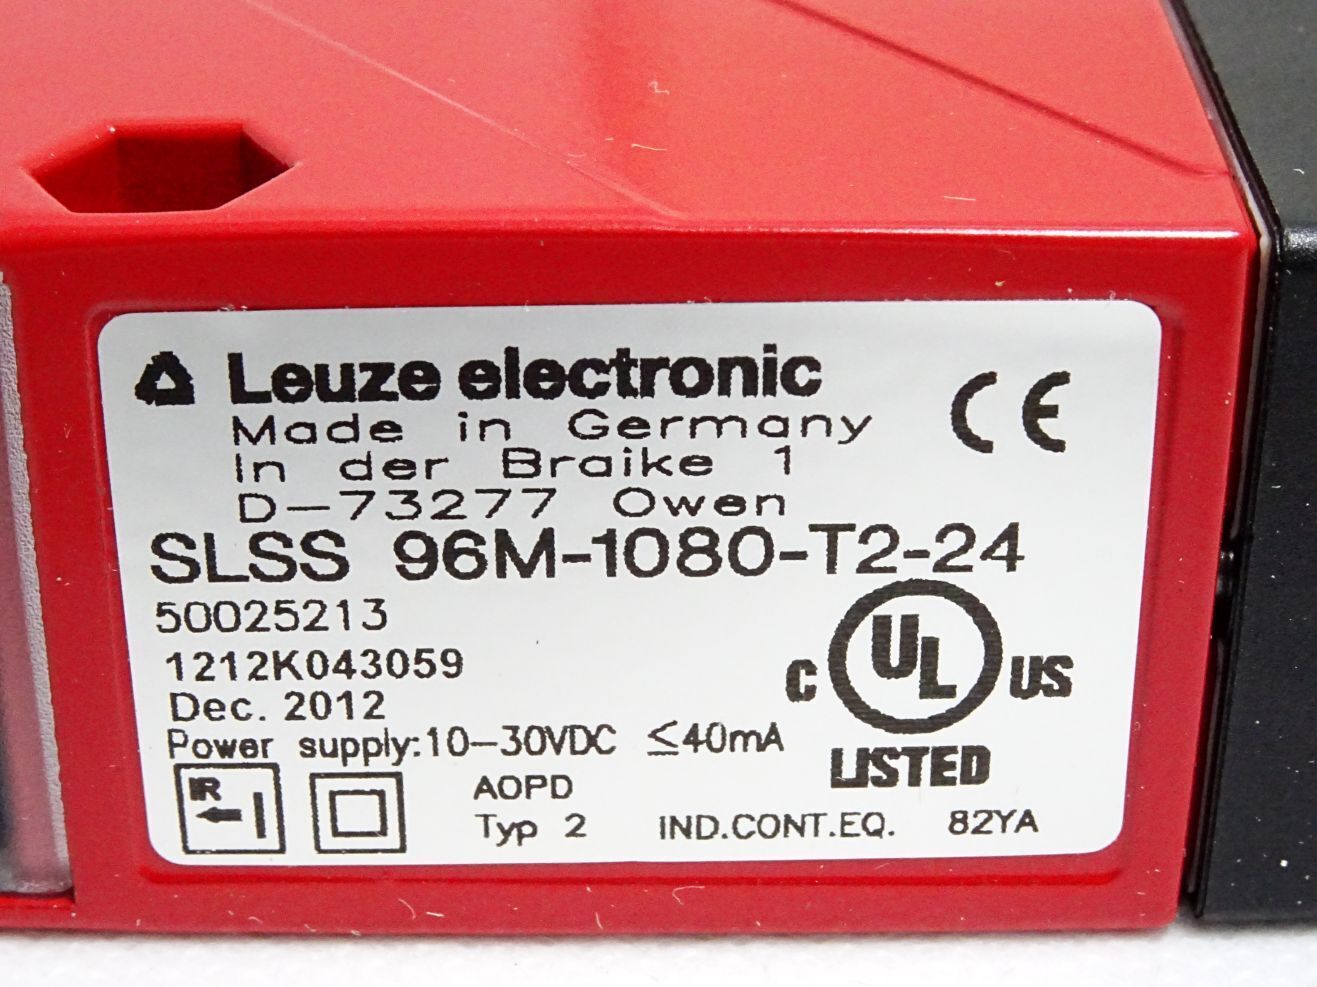 Leuze electronic
CE
Made in Germany
In der Braike 1
D-73277 Owen
SLSS 96M-1080-T2-24
50025213
1212K043059
Dec. 2012
C UL US
LISTED
Power supply:10-30VDC ≤40mA
IR
AOPD
Typ 2
IND.CONT.EQ. 82YA